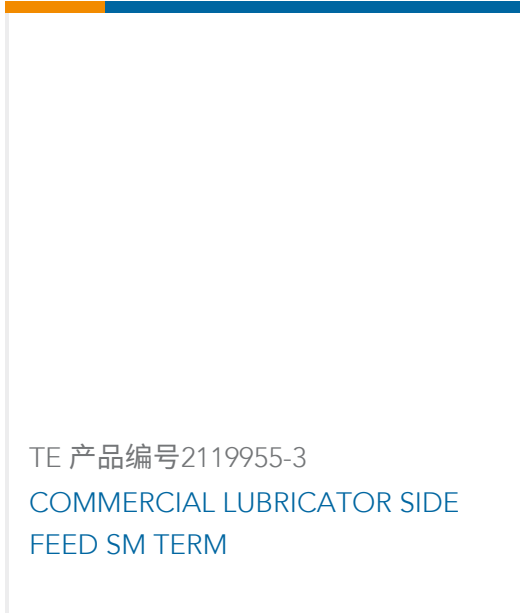 TE 产品编号2119955-3
COMMERCIAL LUBRICATOR SIDE
FEED SM TERM